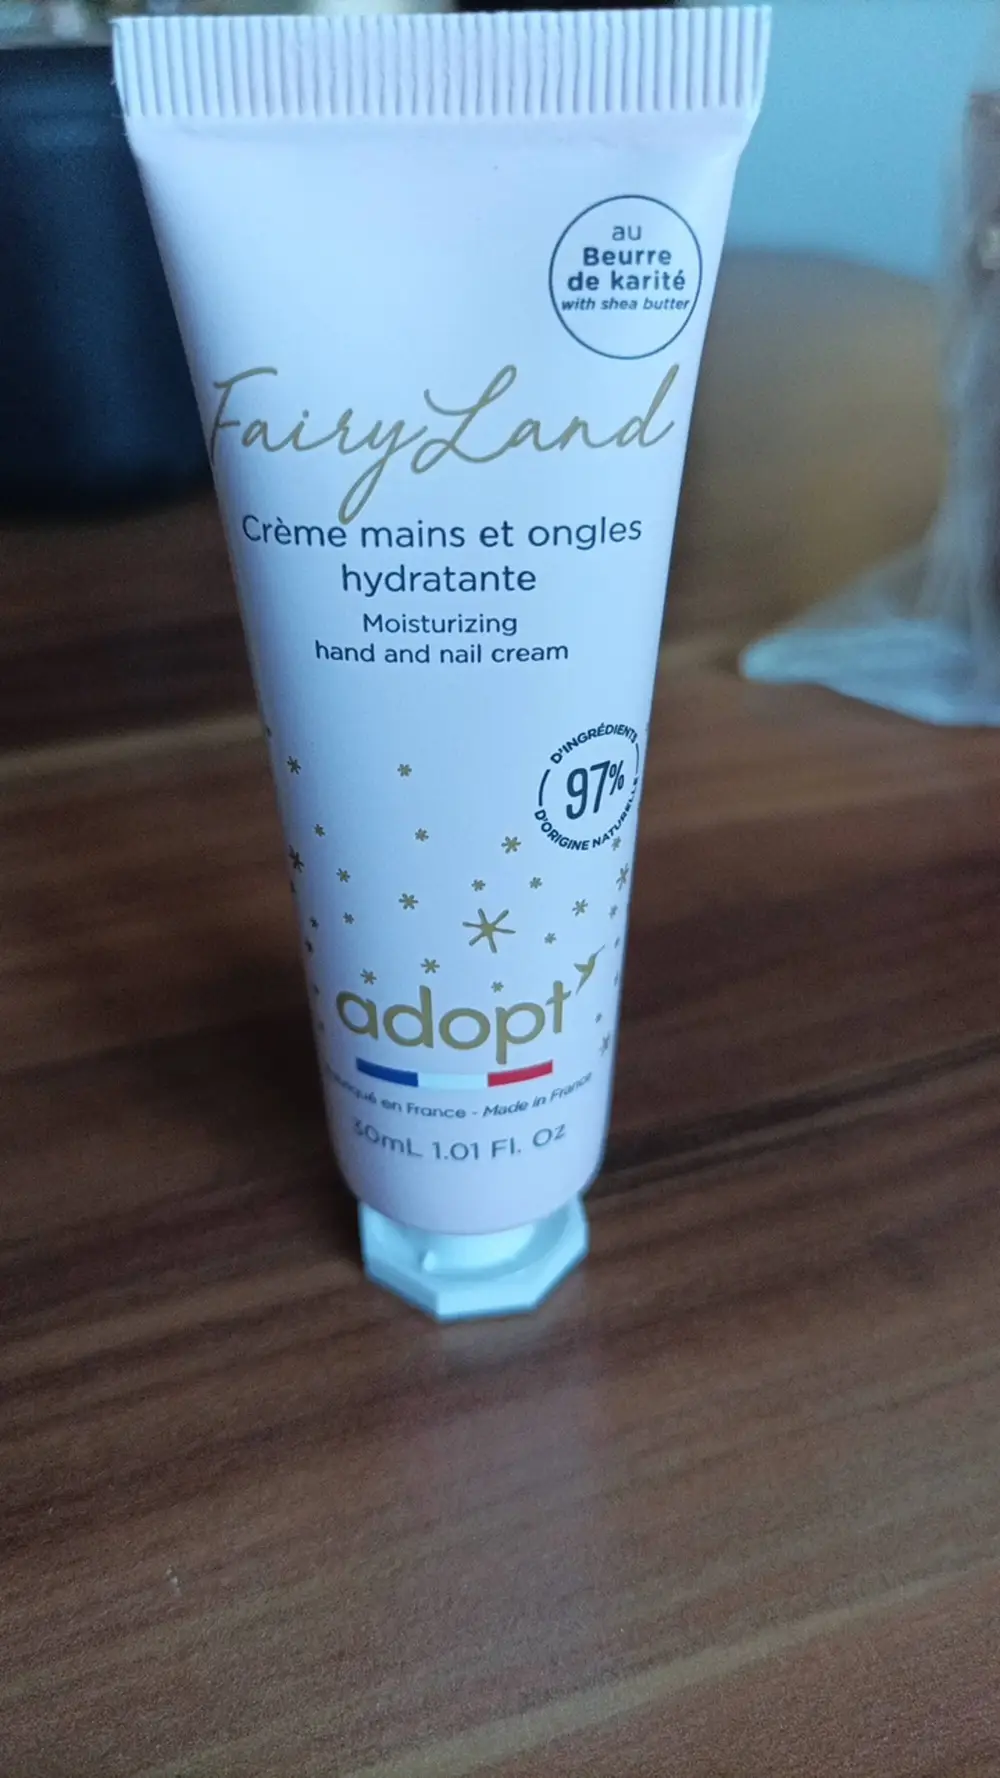 au
Beurre
de karité
with shea butter
FairyLand
Crème mains et ongles
hydratante
Moisturizing
hand and nail cream
D'INGRÉDIENTS
97%
D'ORIGINE NATURELLE
adopt
en France - Made in France
30mL 1.01 Fl. Oz